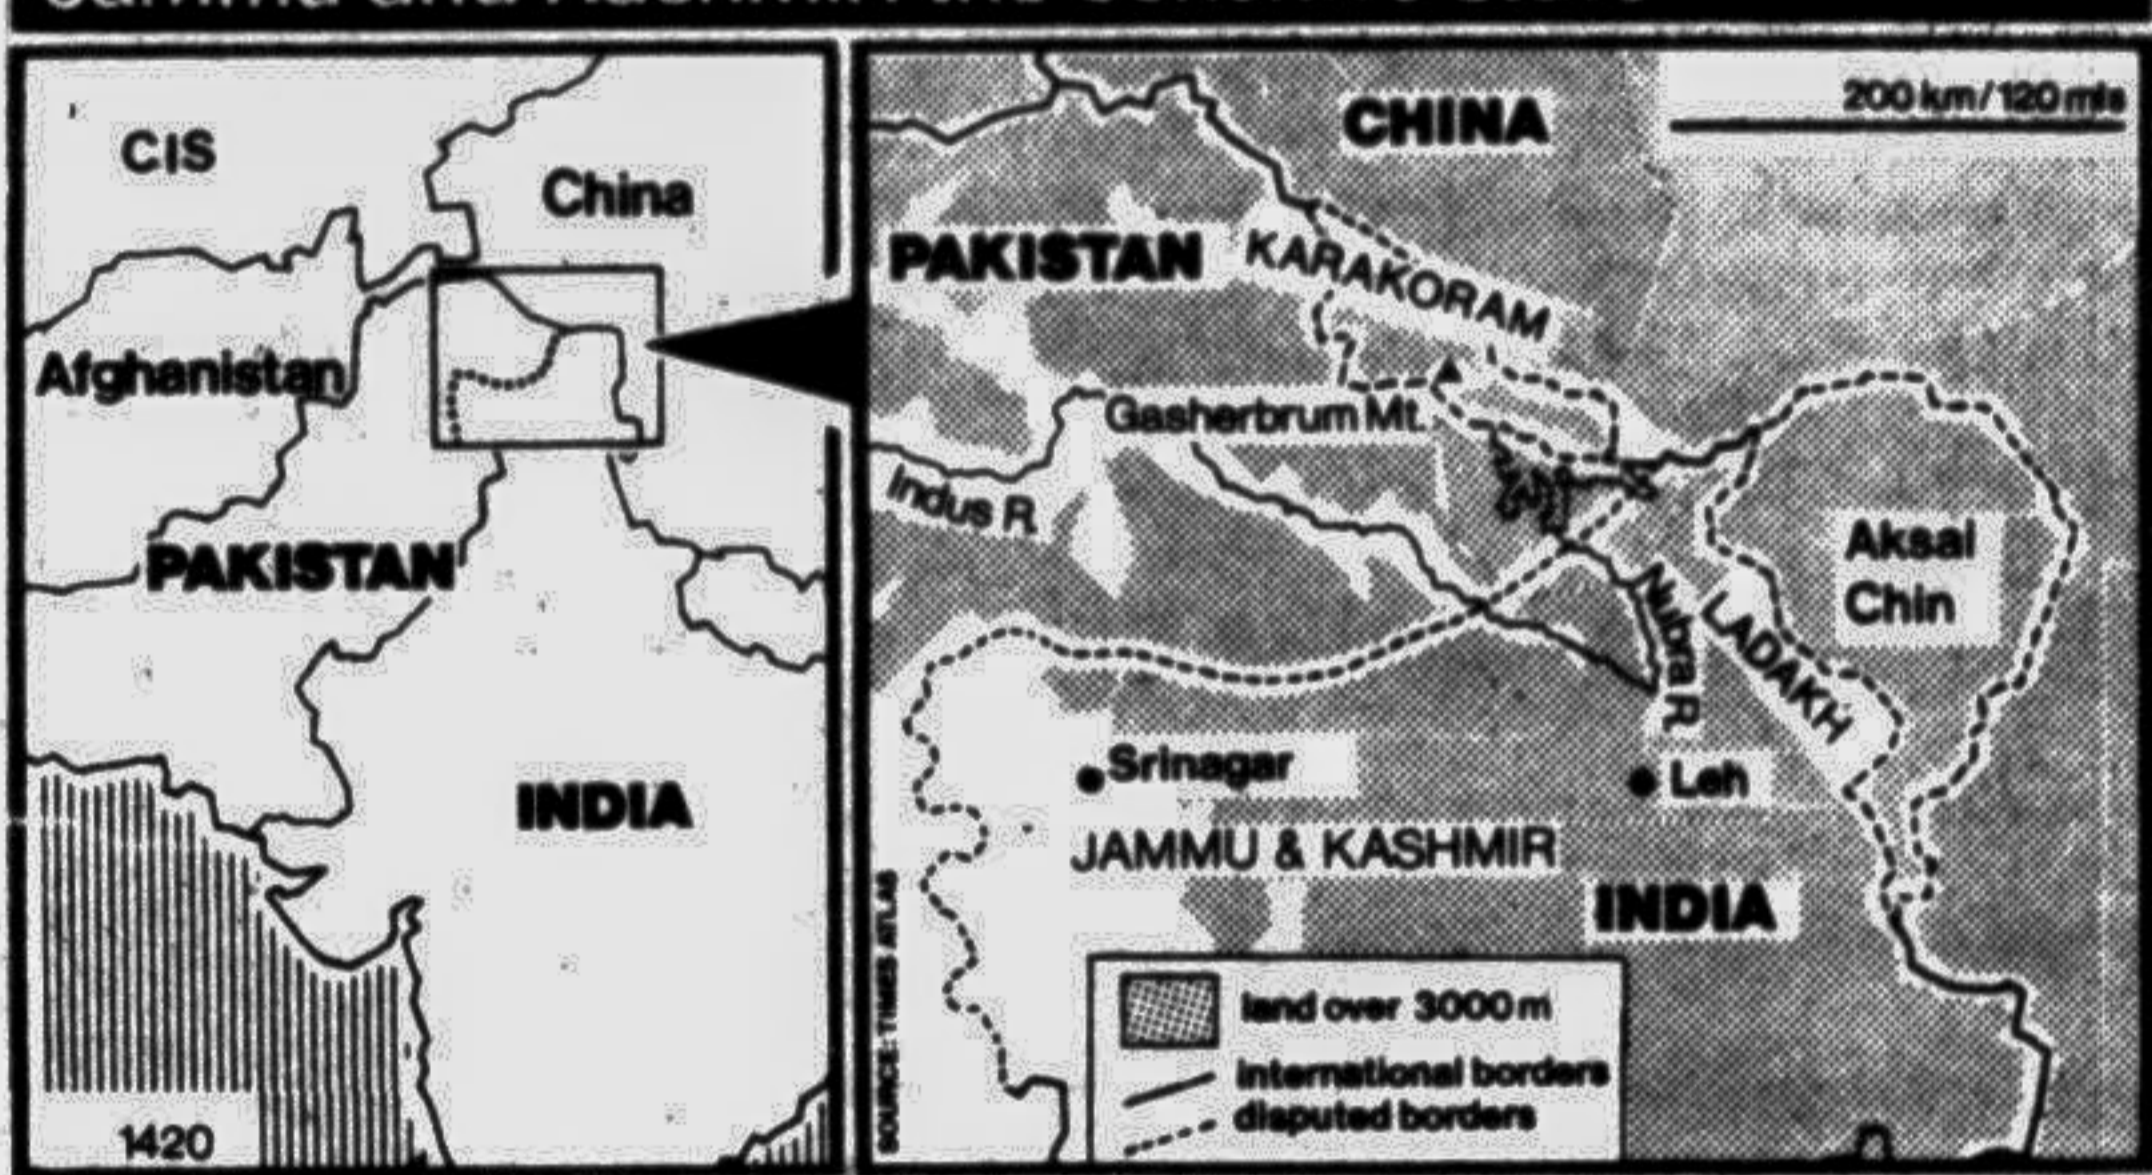 CIS
China
Afghanistan
PAKISTAN
INDIA
1420
200 km/120 mls
CHINA
PAKISTAN
KARAKORAM
Gasherbrum Mt.
Indus R.
Aksai
Chin
Nubra R.
LADAKH
Srinagar
Leh
JAMMU & KASHMIR
INDIA
SOURCE: TIMES ATLAS
land over 3000m
international borders
disputed borders